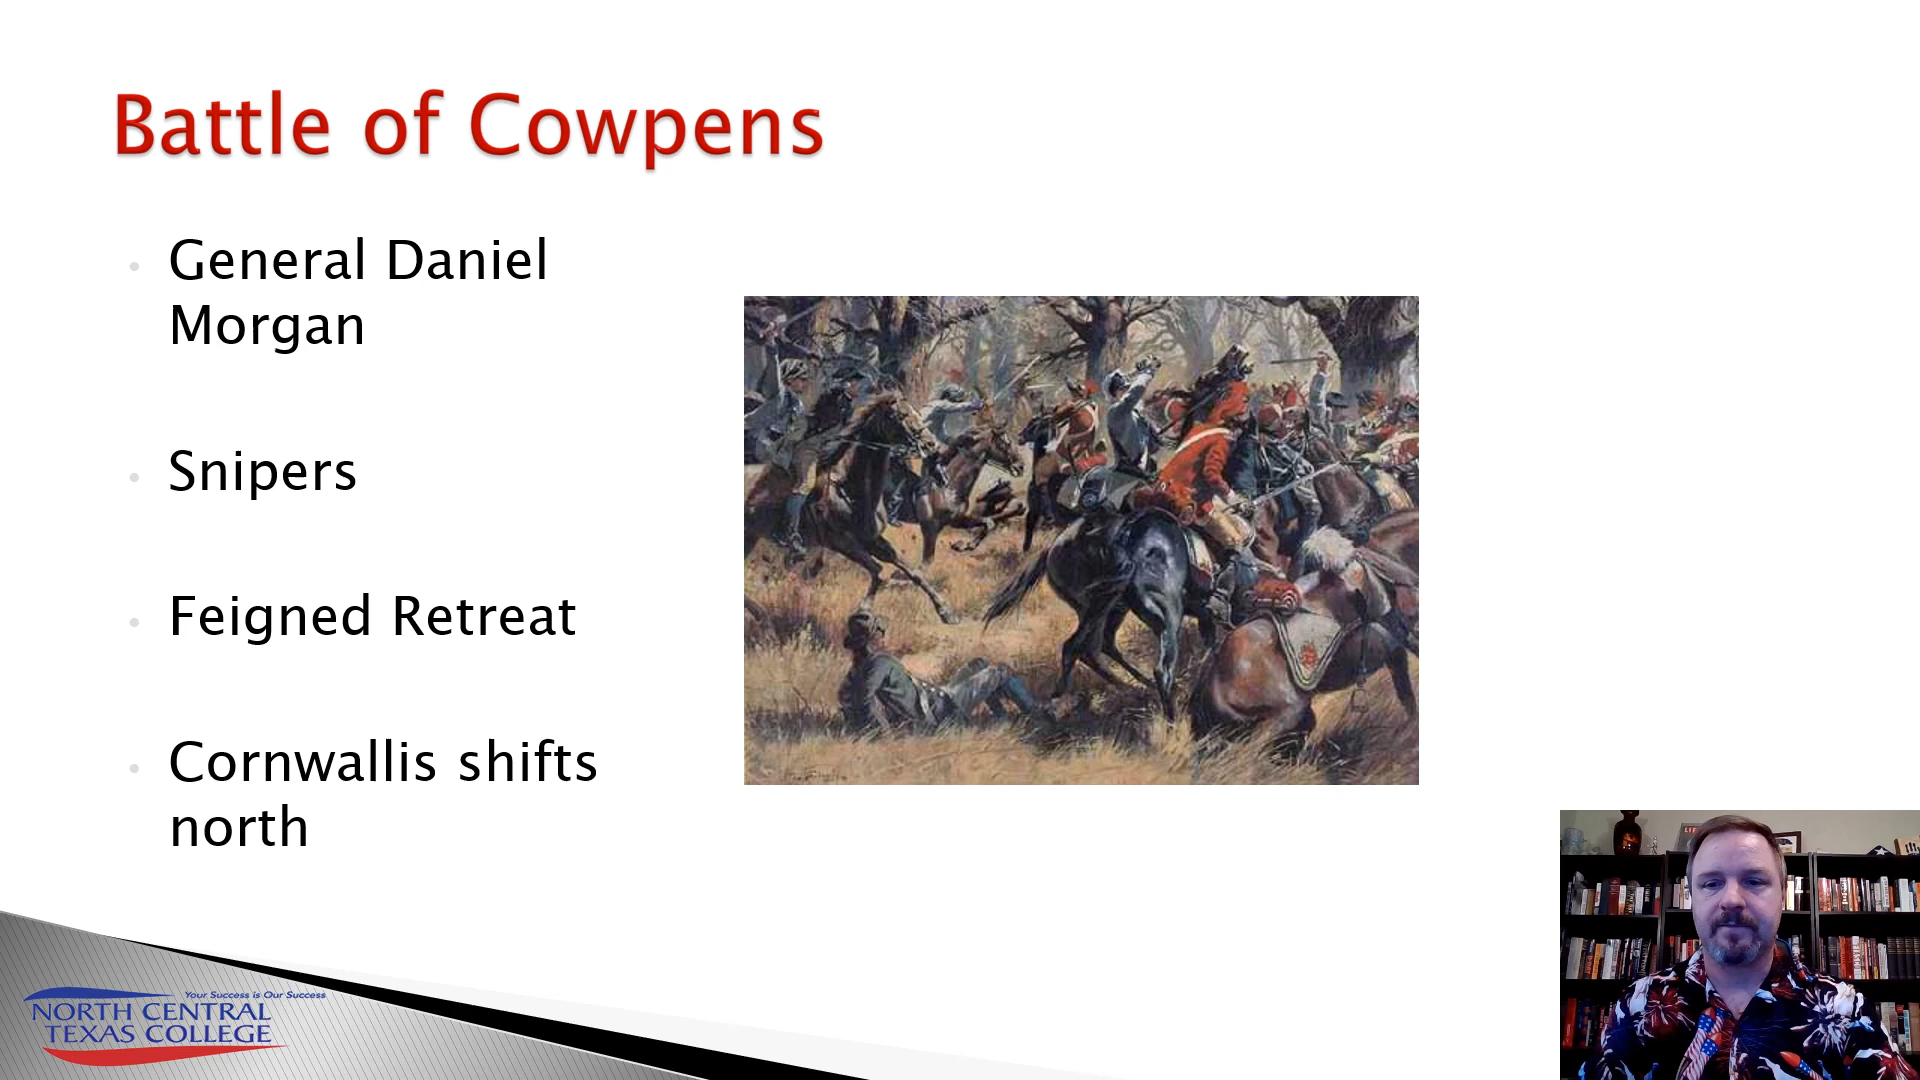 Battle of Cowpens
General Daniel
Morgan
Snipers
Feigned Retreat
Cornwallis shifts
north
Your Success is Our Success
NORTH CENTRAL
TEXAS COLLEGE